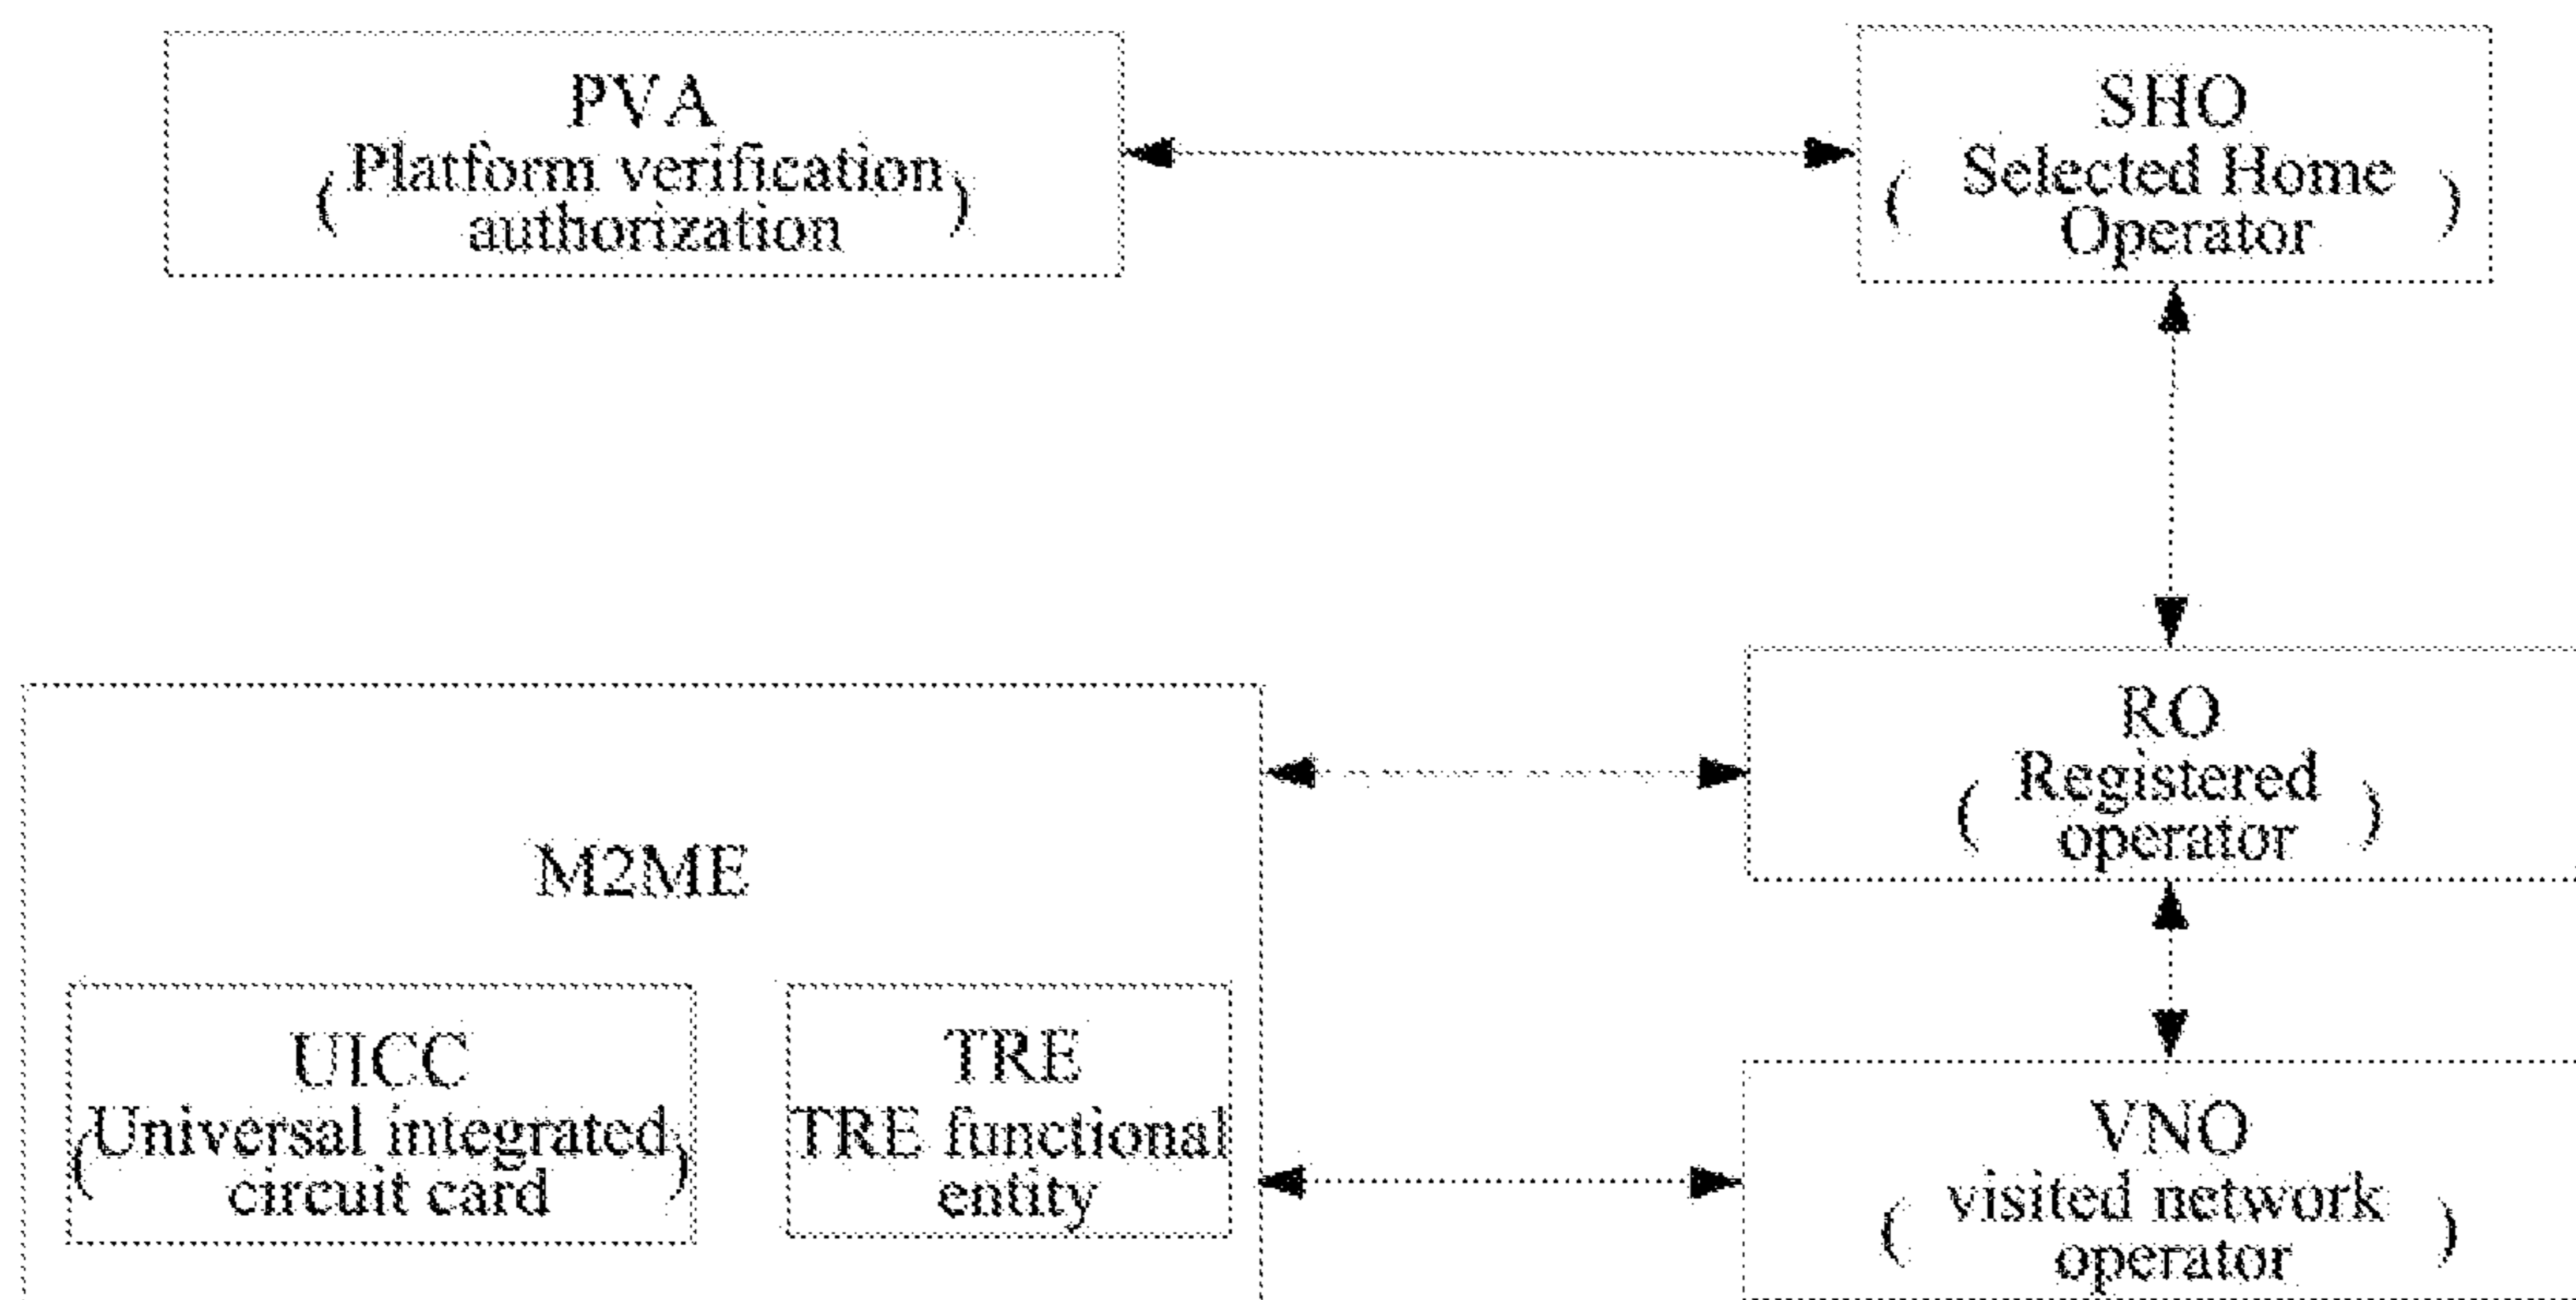 PVA
( Platform verification
authorization )
SHO
( Selected Home
Operator )
RO
( Registered
operator )
M2ME
UICC
( Universal integrated
circuit card )
TRE
TRE functional
entity
VNO
( visited network
operator )